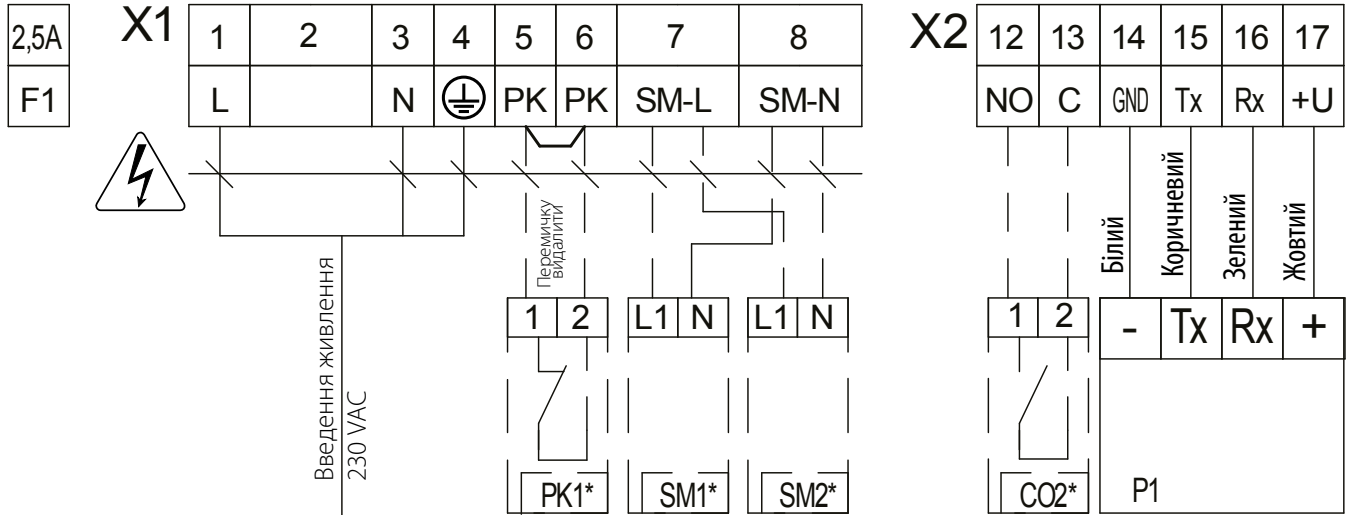 2,5A X1 1 2 3 4 5 6 7 8 X2 12 13 14 15 16 17
F1 L N PK PK SM-L SM-N NO C GND Tx Rx +U
Перемичку
видалити
Білий
Коричневий
Зелений
Жовтий
Введення живлення
230 VAC
1 2 L1 N L1 N 1 2 - Tx Rx +
PK1* SM1* SM2* CO2* P1